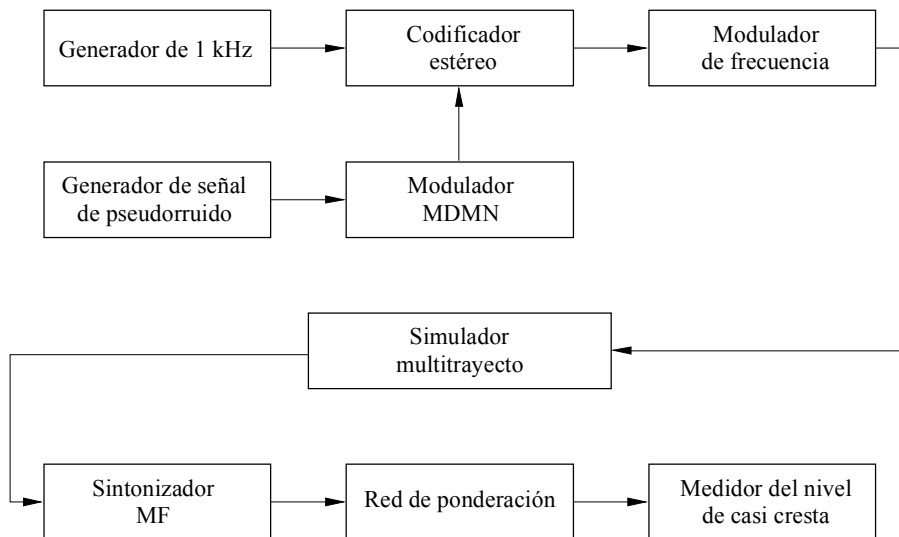 Generador de 1 kHz
Codificador
estéreo
Modulador
de frecuencia
Generador de señal
de pseudorruido
Modulador
MDMN
Simulador
multitrayecto
Sintonizador
MF
Red de ponderación
Medidor del nivel
de casi cresta